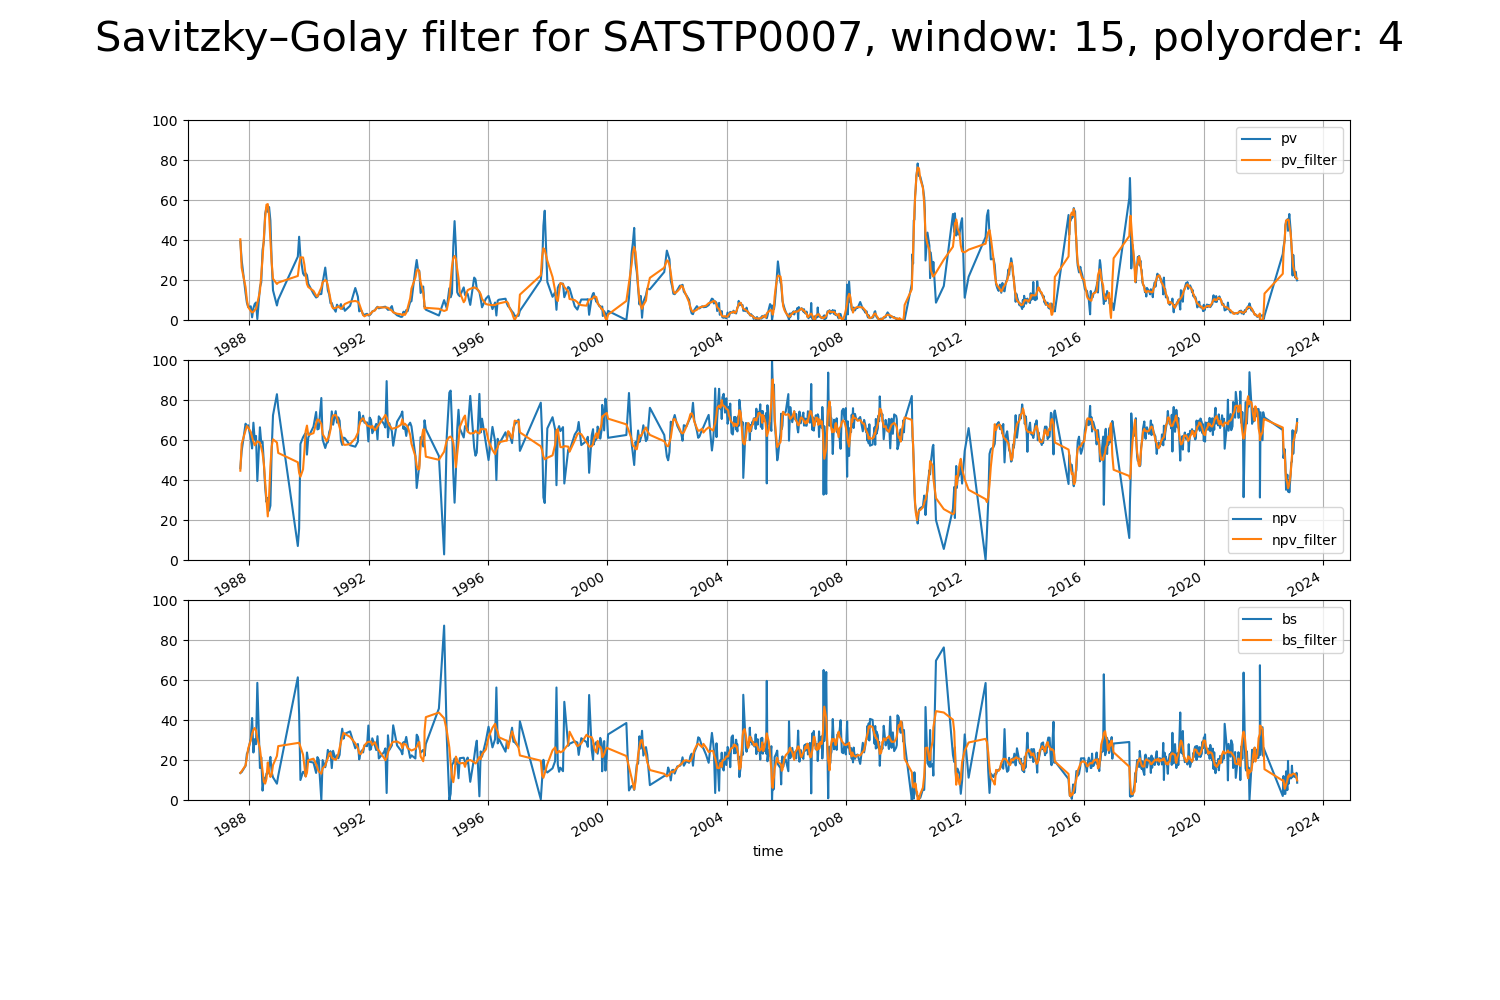 Savitzky–Golay filter for SATSTP0007, window: 15, polyorder: 4
100
80
60
40
20
0
pv
pv_filter
1988 1992 1996 2000 2004 2008 2012 2016 2020 2024
100
80
60
40
20
0
npv
npv_filter
1988 1992 1996 2000 2004 2008 2012 2016 2020 2024
100
80
60
40
20
0
bs
bs_filter
1988 1992 1996 2000 2004 2008 2012 2016 2020 2024
time